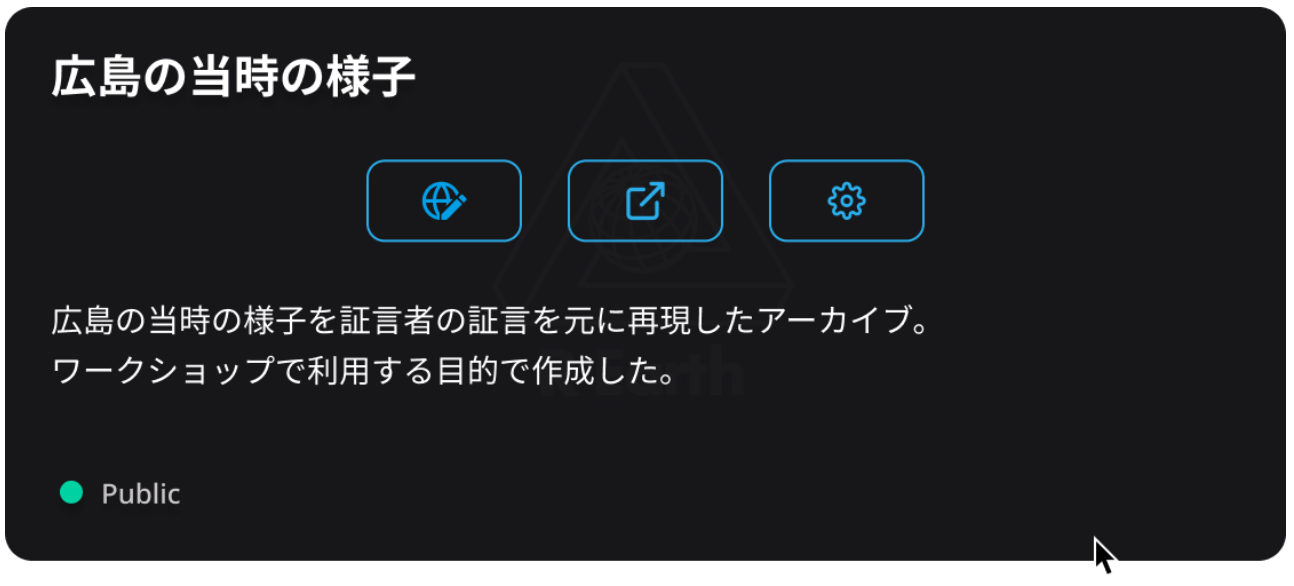 広島の当時の様子
広島の当時の様子を証言者の証言を元に再現したアーカイブ。
ワークショップで利用する目的で作成した。
Public